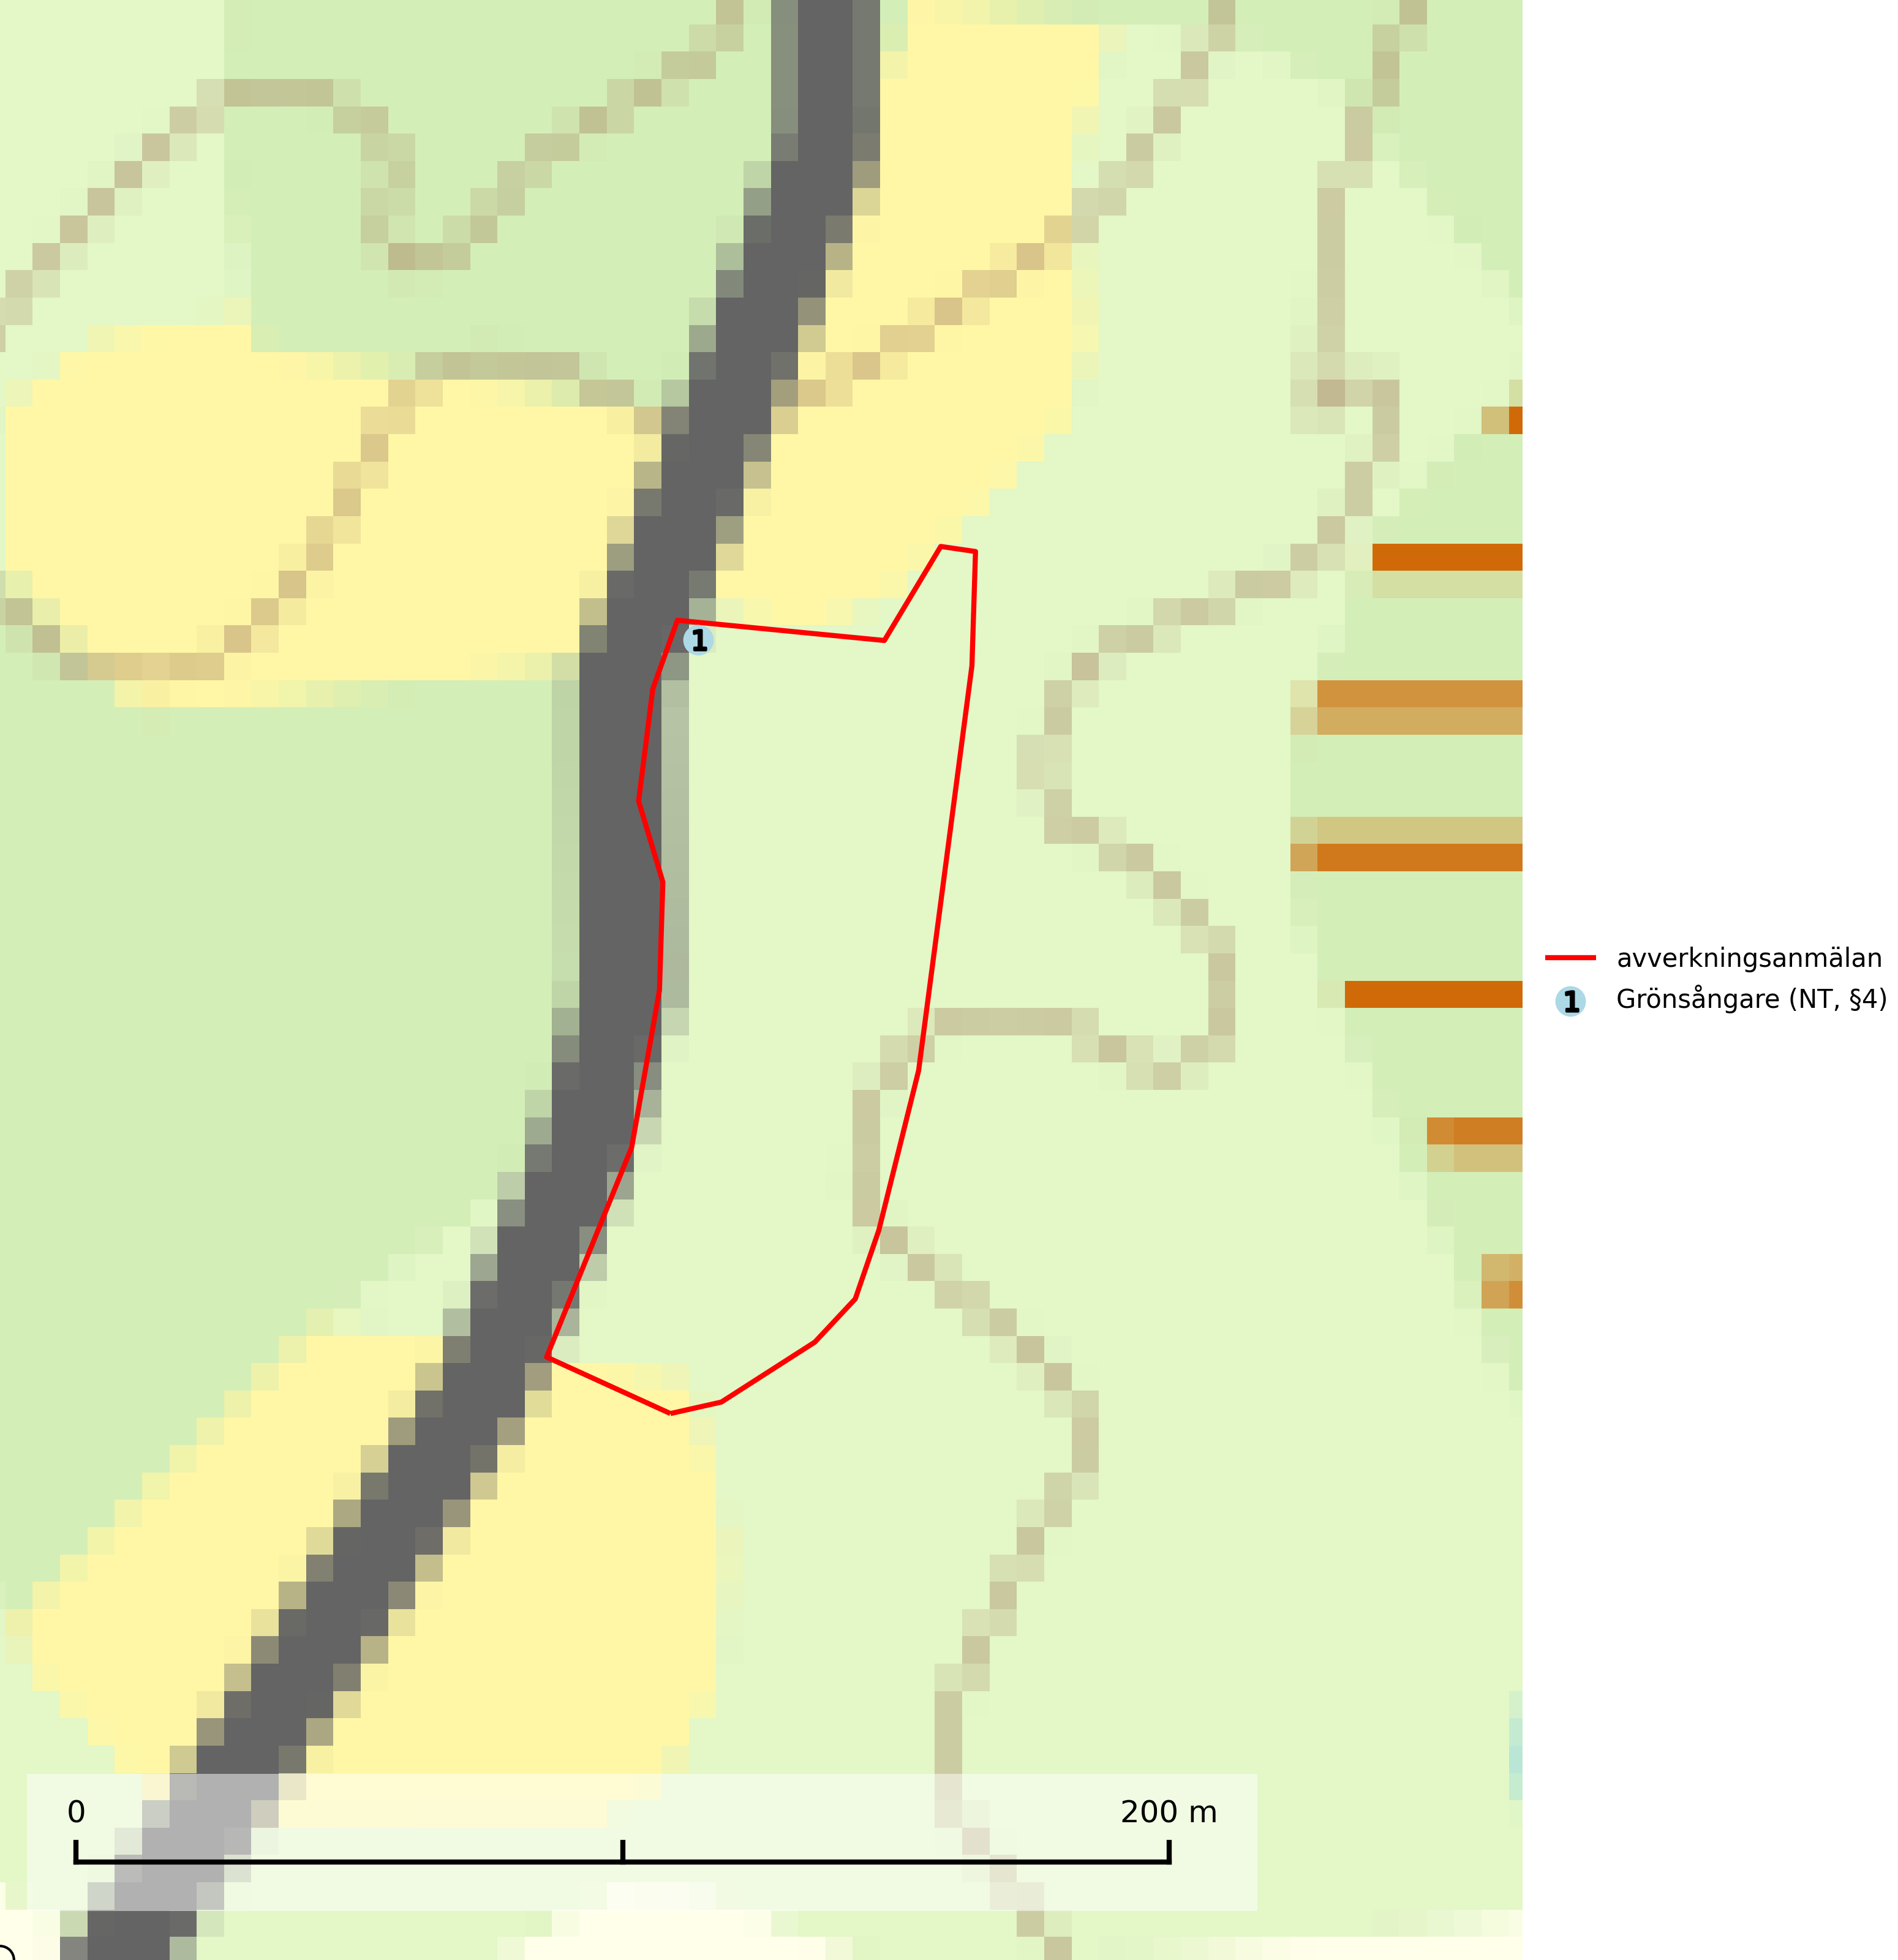 1
avverkningsanmälan
1 Grönsångare (NT, §4)
0 200 m